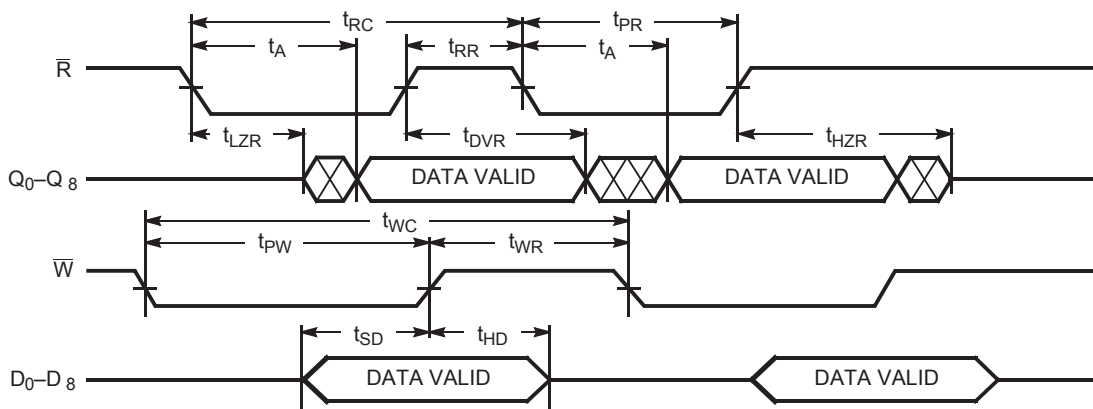 tRC tPR
tA tRR tA
R̅
tLZR tDVR tHZR
Q0–Q8 DATA VALID DATA VALID
tWC
tPW tWR
W̅
tSD tHD
D0–D8 DATA VALID DATA VALID